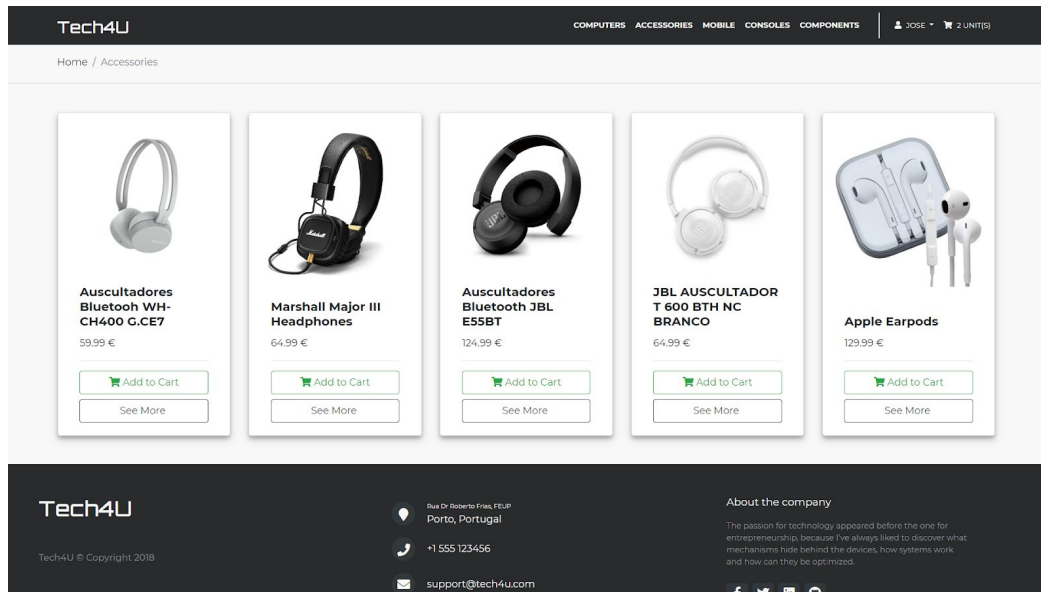 Tech4U
COMPUTERS ACCESSORIES MOBILE CONSOLES COMPONENTS JOSE 2 UNIT(S)
Home / Accessories
Auscultadores
Bluetooh WH-
CH400 G.CE7
59.99 €
Add to Cart
See More
Marshall
Marshall Major III
Headphones
64.99 €
Add to Cart
See More
JBL
Auscultadores
Bluetooth JBL
E55BT
124.99 €
Add to Cart
See More
JBL AUSCULTADOR
T 600 BTH NC
BRANCO
64.99 €
Add to Cart
See More
Apple Earpods
129.99 €
Add to Cart
See More
Tech4U
Tech4U © Copyright 2018
Rua Dr Roberto Frias, FEUP
Porto, Portugal
+1 555 123456
support@tech4u.com
About the company
The passion for technology appeared before the one for
entrepreneurship, because I've always liked to discover what
mechanisms hide behind the devices, how systems work
and how can they be optimized.